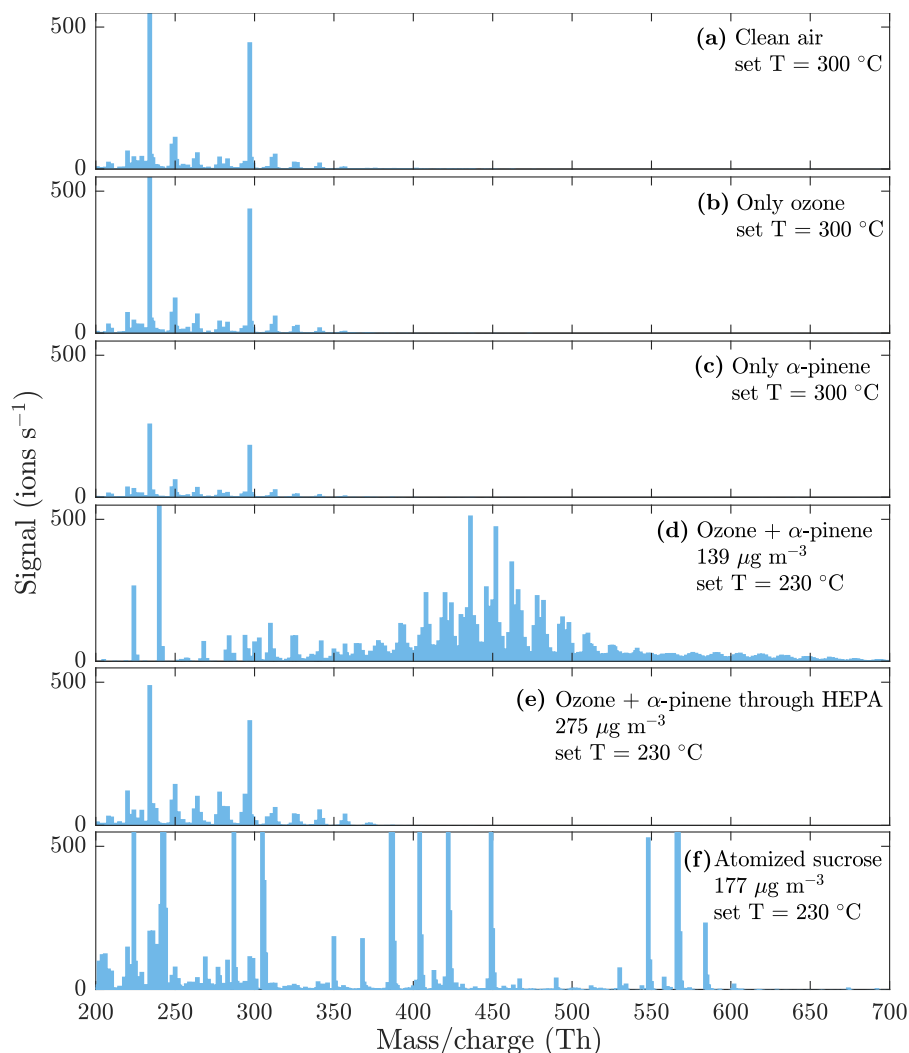 500
0
(a) Clean air
set T = 300 °C
500
0
(b) Only ozone
set T = 300 °C
500
0
(c) Only α-pinene
set T = 300 °C
500
0
(d) Ozone + α-pinene
139 μg m⁻³
set T = 230 °C
500
0
(e) Ozone + α-pinene through HEPA
275 μg m⁻³
set T = 230 °C
500
0
(f) Atomized sucrose
177 μg m⁻³
set T = 230 °C
Signal (ions s⁻¹)
200 250 300 350 400 450 500 550 600 650 700
Mass/charge (Th)